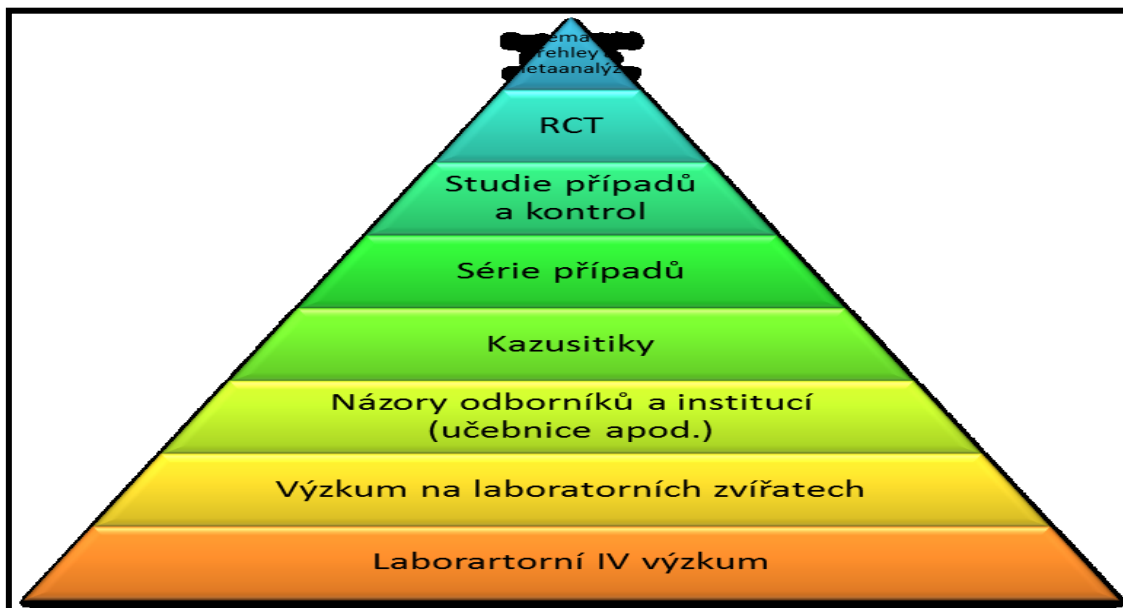 RCT
Studie případů
a kontrol
Série případů
Kazusitiky
Názory odborníků a institucí
(učebnice apod.)
Výzkum na laboratorních zvířatech
Laborartorní IV výzkum